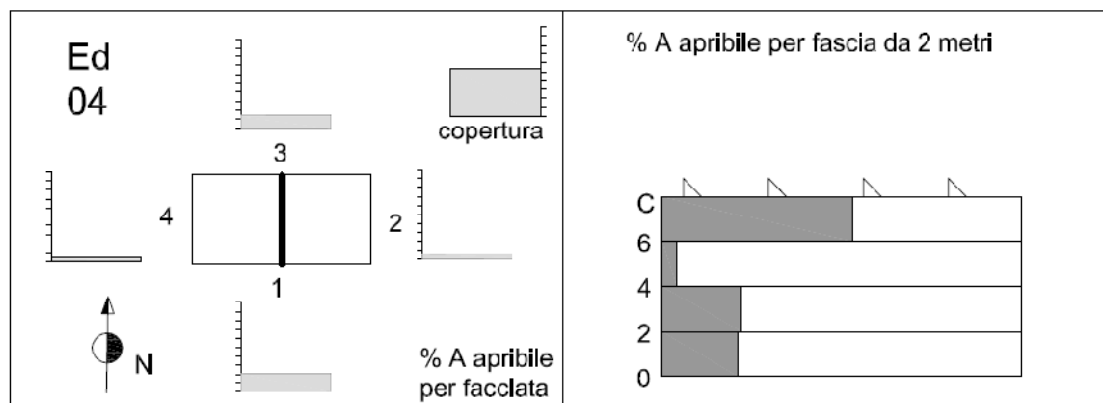 Ed
04
copertura
3
4
2
1
N
% A apribile
per facciata
% A apribile per fascia da 2 metri
C
6
4
2
0